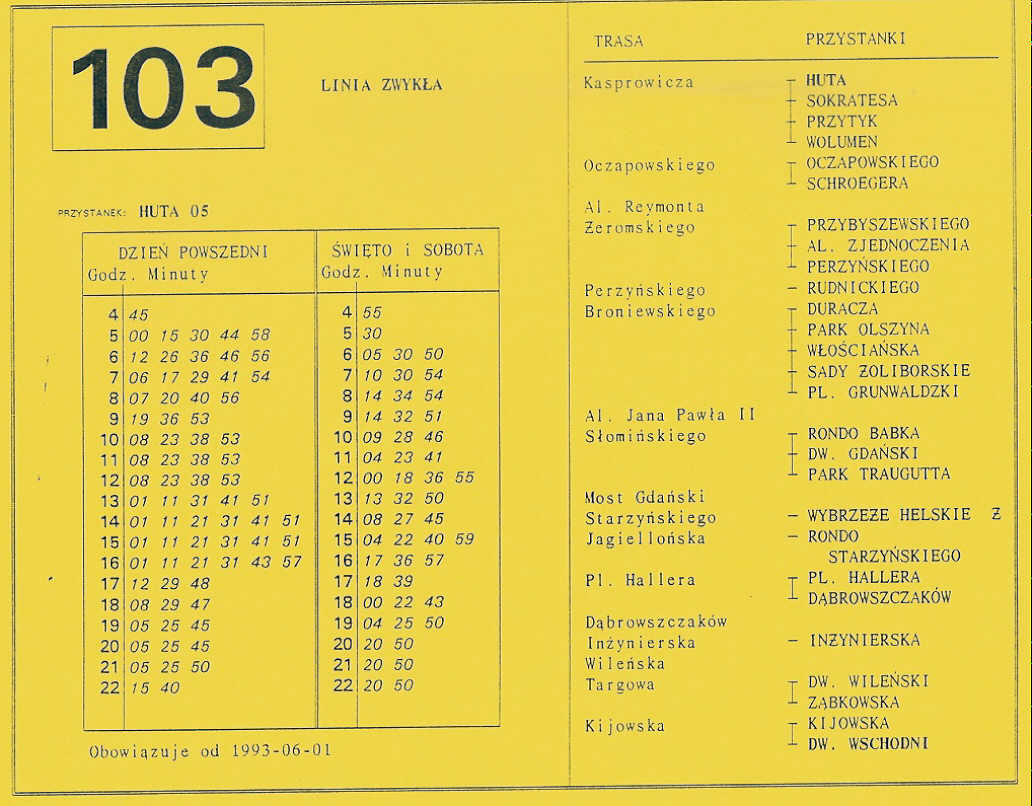 103
LINIA ZWYKŁA
PRZYSTANEK: HUTA 05
DZIEŃ POWSZEDNI
Godz. Minuty
4 45
5 00 15 30 44 58
6 12 26 36 46 56
7 06 17 29 41 54
8 07 20 40 56
9 19 36 53
10 08 23 38 53
11 08 23 38 53
12 08 23 38 53
13 01 11 31 41 51
14 01 11 21 31 41 51
15 01 11 21 31 41 51
16 01 11 21 31 43 57
17 12 29 48
18 08 29 47
19 05 25 45
20 05 25 45
21 05 25 50
22 15 40
ŚWIĘTO i SOBOTA
Godz. Minuty
4 55
5 30
6 05 30 50
7 10 30 54
8 14 34 54
9 14 32 51
10 09 28 46
11 04 23 41
12 00 18 36 55
13 13 32 50
14 08 27 45
15 04 22 40 59
16 17 36 57
17 18 39
18 00 22 43
19 04 25 50
20 20 50
21 20 50
22 20 50
Obowiązuje od 1993-06-01
TRASA PRZYSTANKI
Kasprowicza HUTA
SOKRATESA
PRZYTYK
WOLUMEN
Oczapowskiego OCZAPOWSKIEGO
SCHROEGERA
Al. Reymonta
Żeromskiego PRZYBYSZEWSKIEGO
AL. ZJEDNOCZENIA
PERZYŃSKIEGO
Perzyńskiego RUDNICKIEGO
Broniewskiego DURACZA
PARK OLSZYNA
WŁOŚCIAŃSKA
SADY ŻOLIBORSKIE
PL. GRUNWALDZKI
Al. Jana Pawła II
Słomińskiego RONDO BABKA
DW. GDAŃSKI
PARK TRAUGUTTA
Most Gdański
Starzyńskiego WYBRZEŻE HELSKIE Ż
Jagiellońska RONDO
STARZYŃSKIEGO
Pl. Hallera PL. HALLERA
DĄBROWSZCZAKÓW
Dąbrowszczaków
Inżynierska INŻYNIERSKA
Wileńska
Targowa DW. WILEŃSKI
ZĄBKOWSKA
Kijowska KIJOWSKA
DW. WSCHODNI